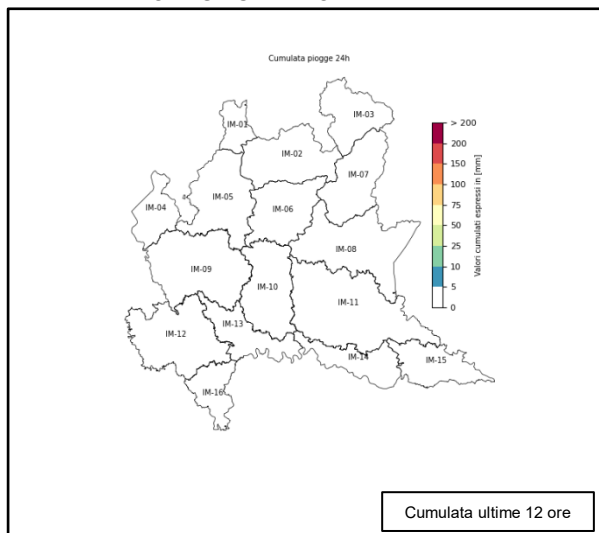 Cumulata piogge 24h
IM-03
IM-01
IM-02
IM-07
IM-05
IM-04
IM-06
IM-08
IM-09
IM-10
IM-11
IM-13
IM-12
IM-14
IM-15
IM-16
> 200
200
150
100
75
50
25
10
5
0
Valori cumulati espressi in [mm]
Cumulata ultime 12 ore